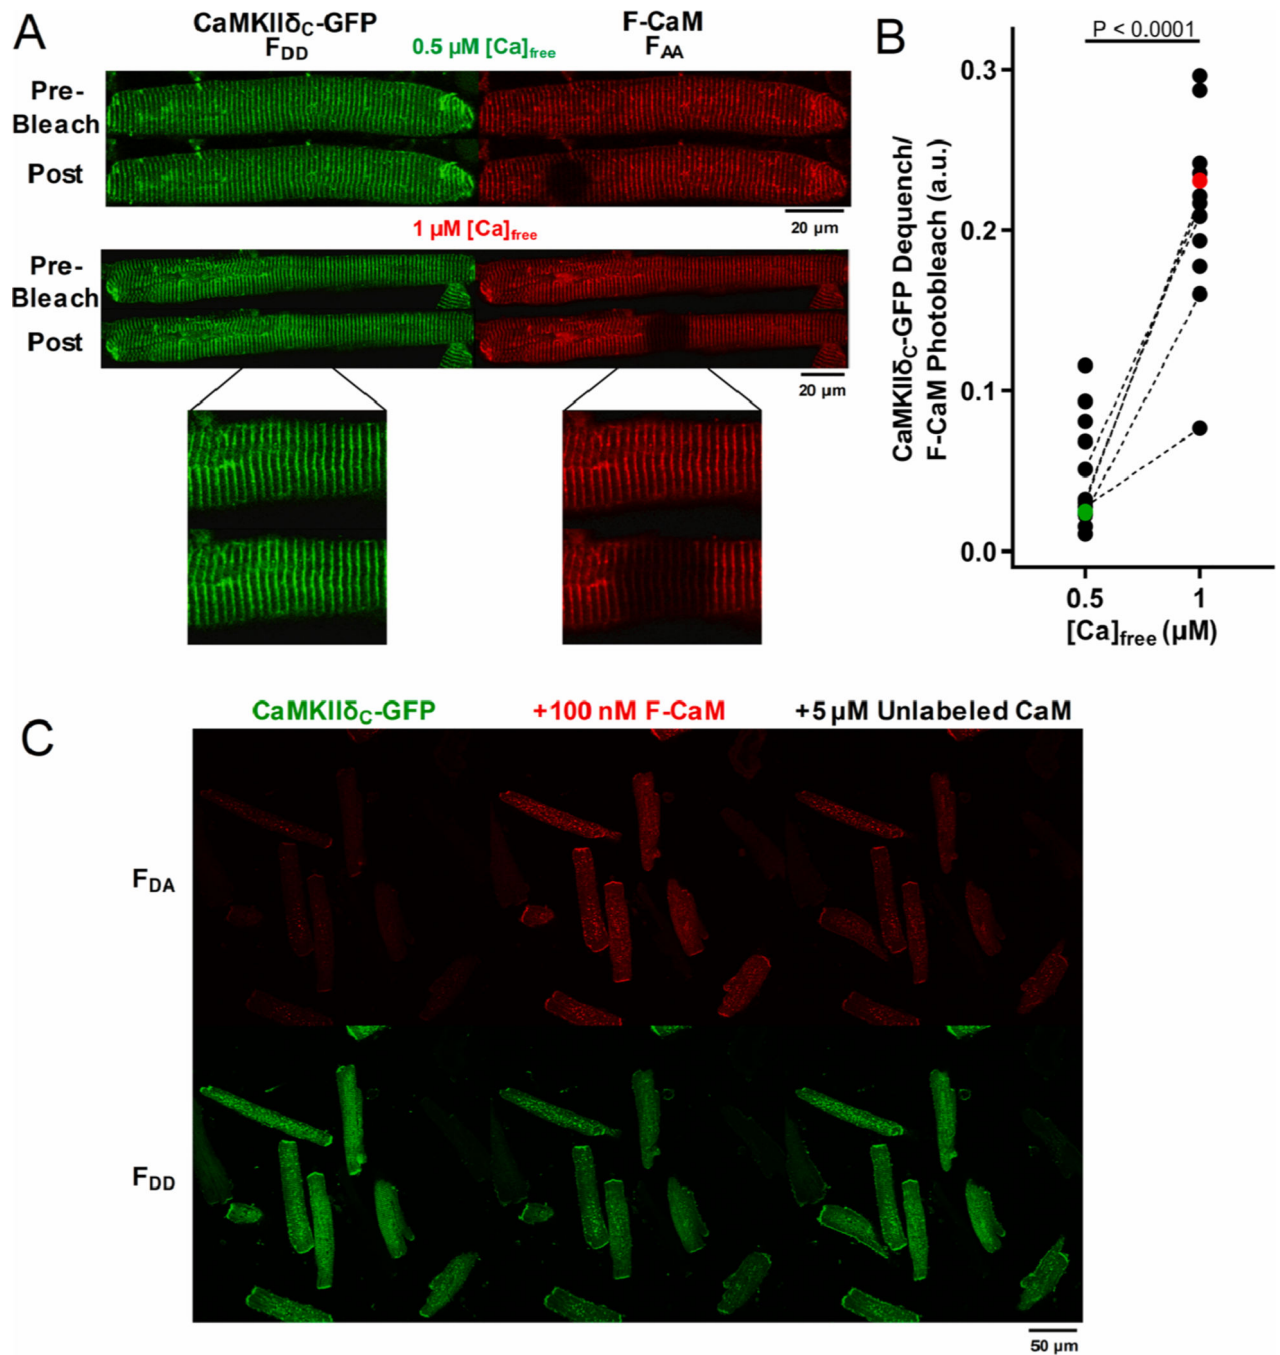 A
CaMKIIδC-GFP
FDD
0.5 µM [Ca]free
F-CaM
FAA
Pre-
Bleach
Post
20 µm
1 µM [Ca]free
Pre-
Bleach
Post
20 µm
B
P < 0.0001
CaMKIIδC-GFP Dequench/
F-CaM Photobleach (a.u.)
0.3
0.2
0.1
0.0
0.5
1
[Ca]free (µM)
C
CaMKIIδC-GFP
+100 nM F-CaM
+5 µM Unlabeled CaM
FDA
FDD
50 µm